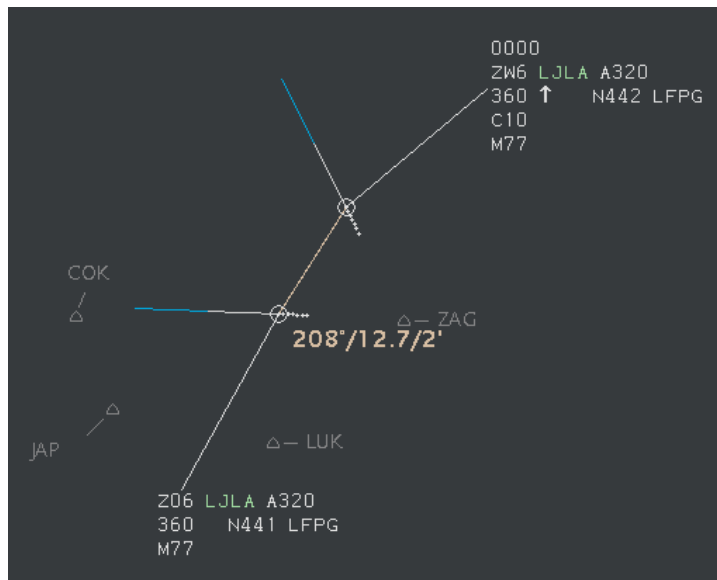 0000
ZW6 LJLA A320
360 ↑ N442 LFPG
C10
M77
COK
ZAG
208°/12.7/2'
JAP
LUK
Z06 LJLA A320
360 N441 LFPG
M77